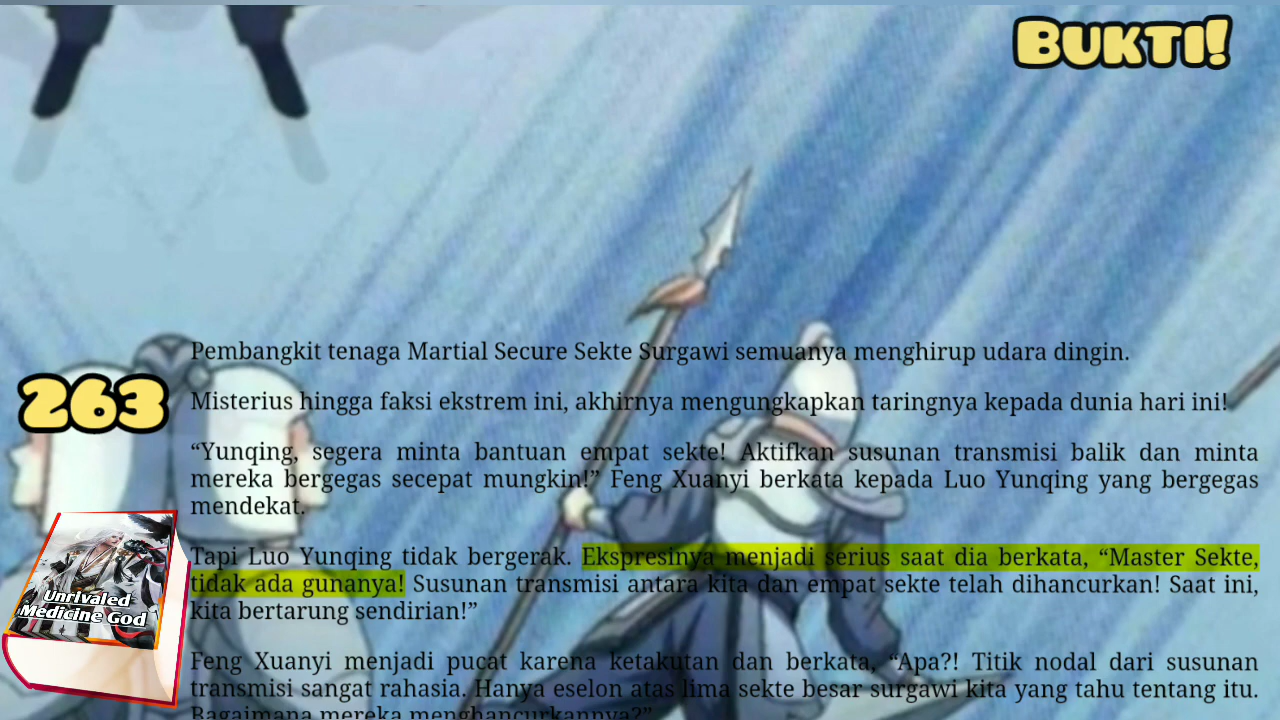 BUKTI!
Pembangkit tenaga Martial Secure Sekte Surgawi semuanya menghirup udara dingin.
263
Misterius hingga faksi ekstrem ini, akhirnya mengungkapkan taringnya kepada dunia hari ini!
“Yunqing, segera minta bantuan empat sekte! Aktifkan susunan transmisi balik dan minta
mereka bergegas secepat mungkin!” Feng Xuanyi berkata kepada Luo Yunqing yang bergegas
mendekat.
Tapi Luo Yunqing tidak bergerak. Ekspresinya menjadi serius saat dia berkata, “Master Sekte,
tidak ada gunanya! Susunan transmisi antara kita dan empat sekte telah dihancurkan! Saat ini,
kita bertarung sendirian!”
Unrivaled
Medicine God
Feng Xuanyi menjadi pucat karena ketakutan dan berkata, “Apa?! Titik nodal dari susunan
transmisi sangat rahasia. Hanya eselon atas lima sekte besar surgawi kita yang tahu tentang itu.
Bagaimana mereka menghancurkannya?”